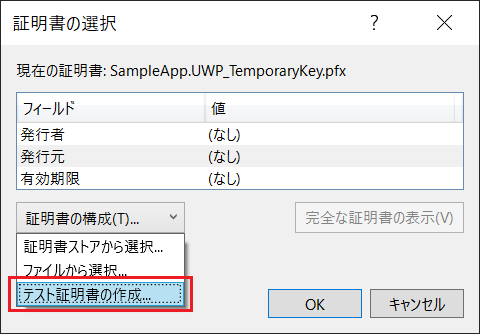 証明書の選択 ?
現在の証明書: SampleApp.UWP_TemporaryKey.pfx
フィールド 値
発行者 (なし)
発行元 (なし)
有効期限 (なし)
証明書の構成(T)... 完全な証明書の表示(V)
証明書ストアから選択...
ファイルから選択...
テスト証明書の作成...
OK キャンセル